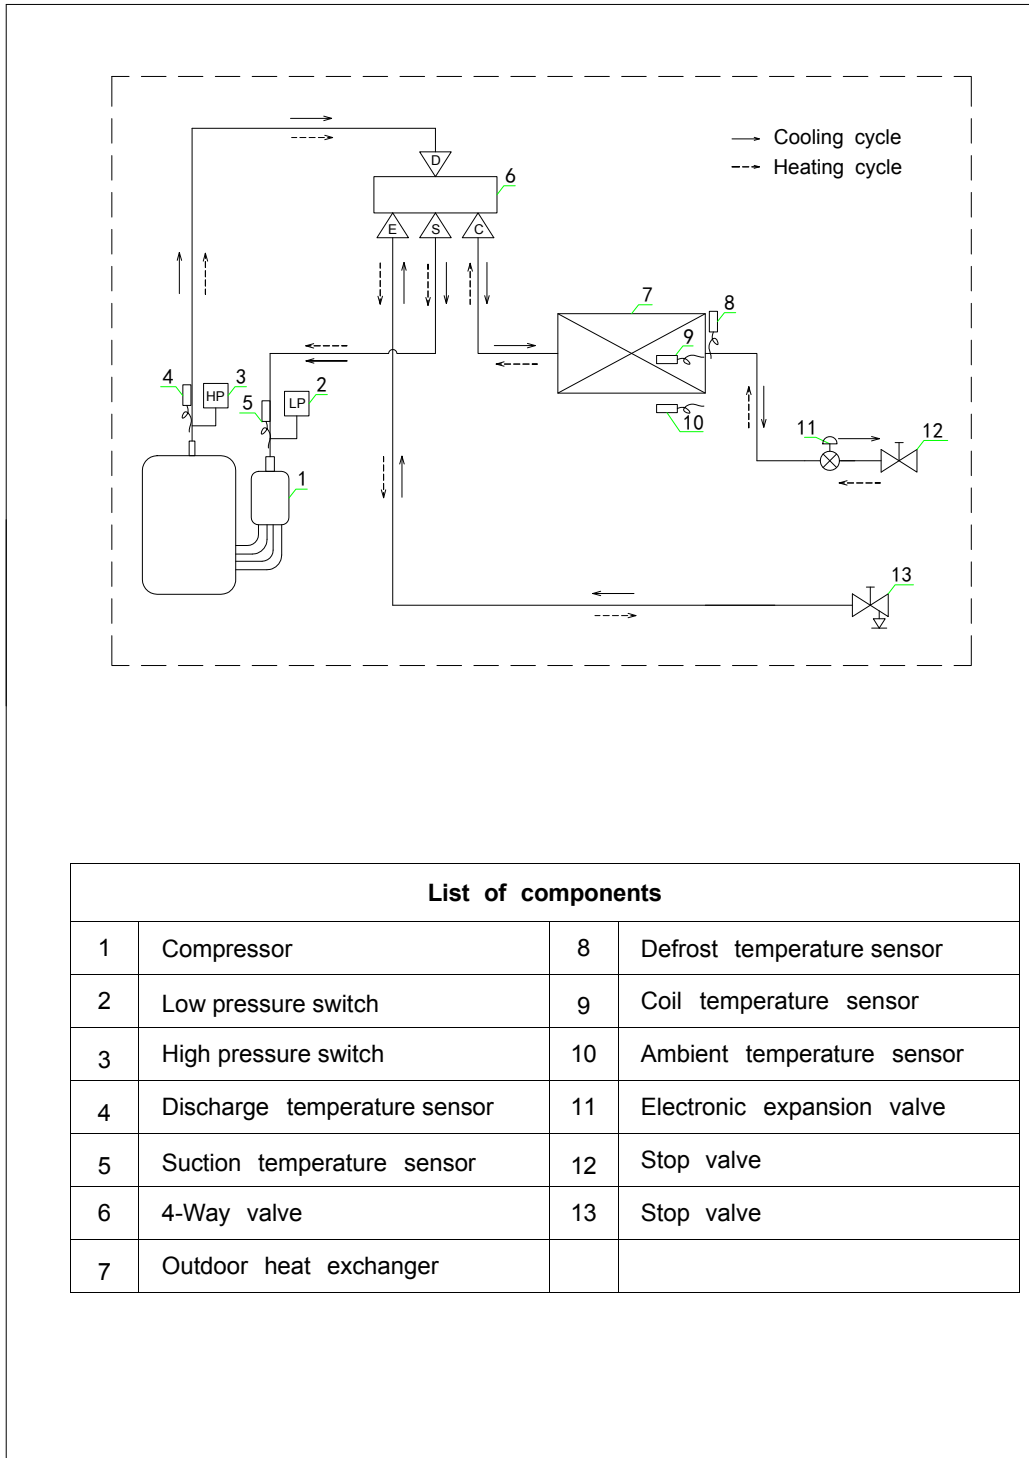 Cooling cycle
Heating cycle
D
6
E S C
7
8
9
4
3
HP
5
2
LP
10
11
12
1
13
List of components
1 Compressor 8 Defrost temperature sensor
2 Low pressure switch 9 Coil temperature sensor
3 High pressure switch 10 Ambient temperature sensor
4 Discharge temperature sensor 11 Electronic expansion valve
5 Suction temperature sensor 12 Stop valve
6 4-Way valve 13 Stop valve
7 Outdoor heat exchanger